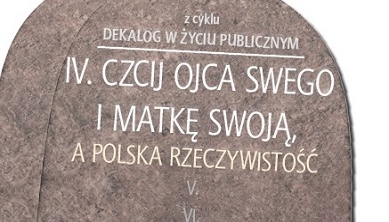 z cyklu
DEKALOG W ŻYCIU PUBLICZNYM
IV. CZCIJ OJCA SWEGO
I MATKĘ SWOJĄ,
A POLSKA RZECZYWISTOŚĆ
V.
VI.